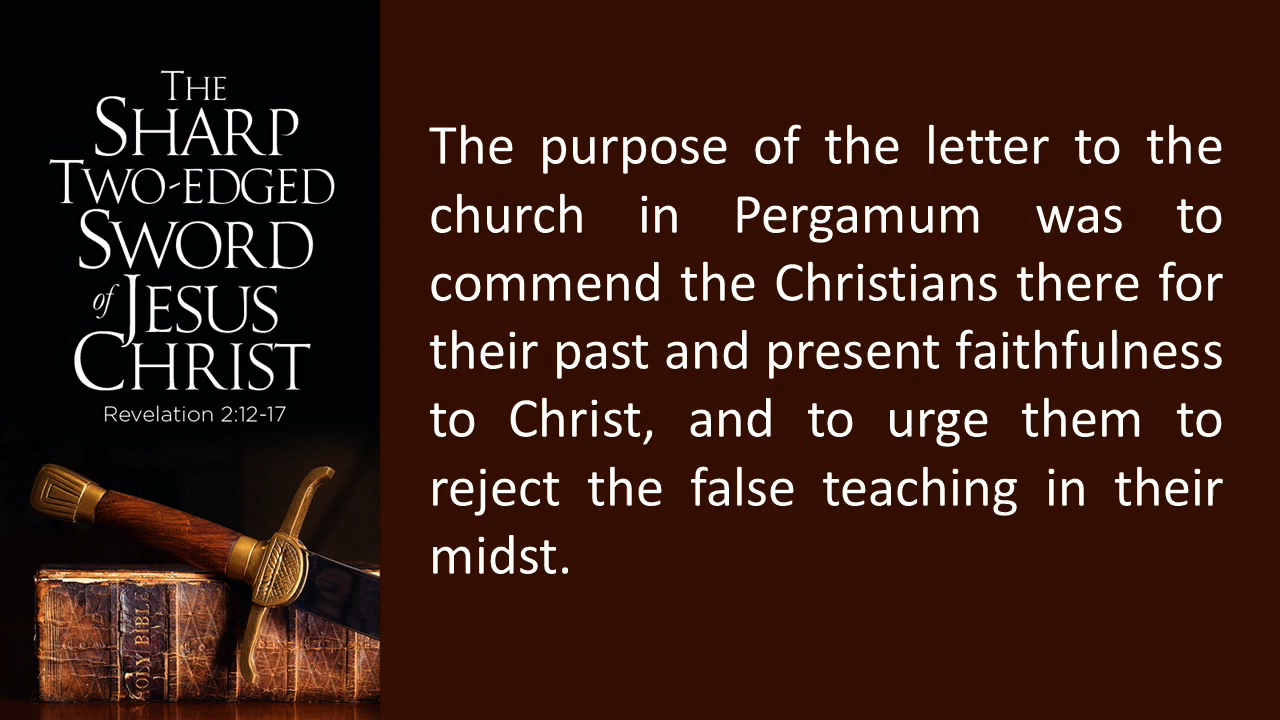 THE
SHARP
TWO-EDGED
SWORD
of JESUS
CHRIST
Revelation 2:12-17
HOLY BIBLE
The purpose of the letter to the
church in Pergamum was to
commend the Christians there for
their past and present faithfulness
to Christ, and to urge them to
reject the false teaching in their
midst.